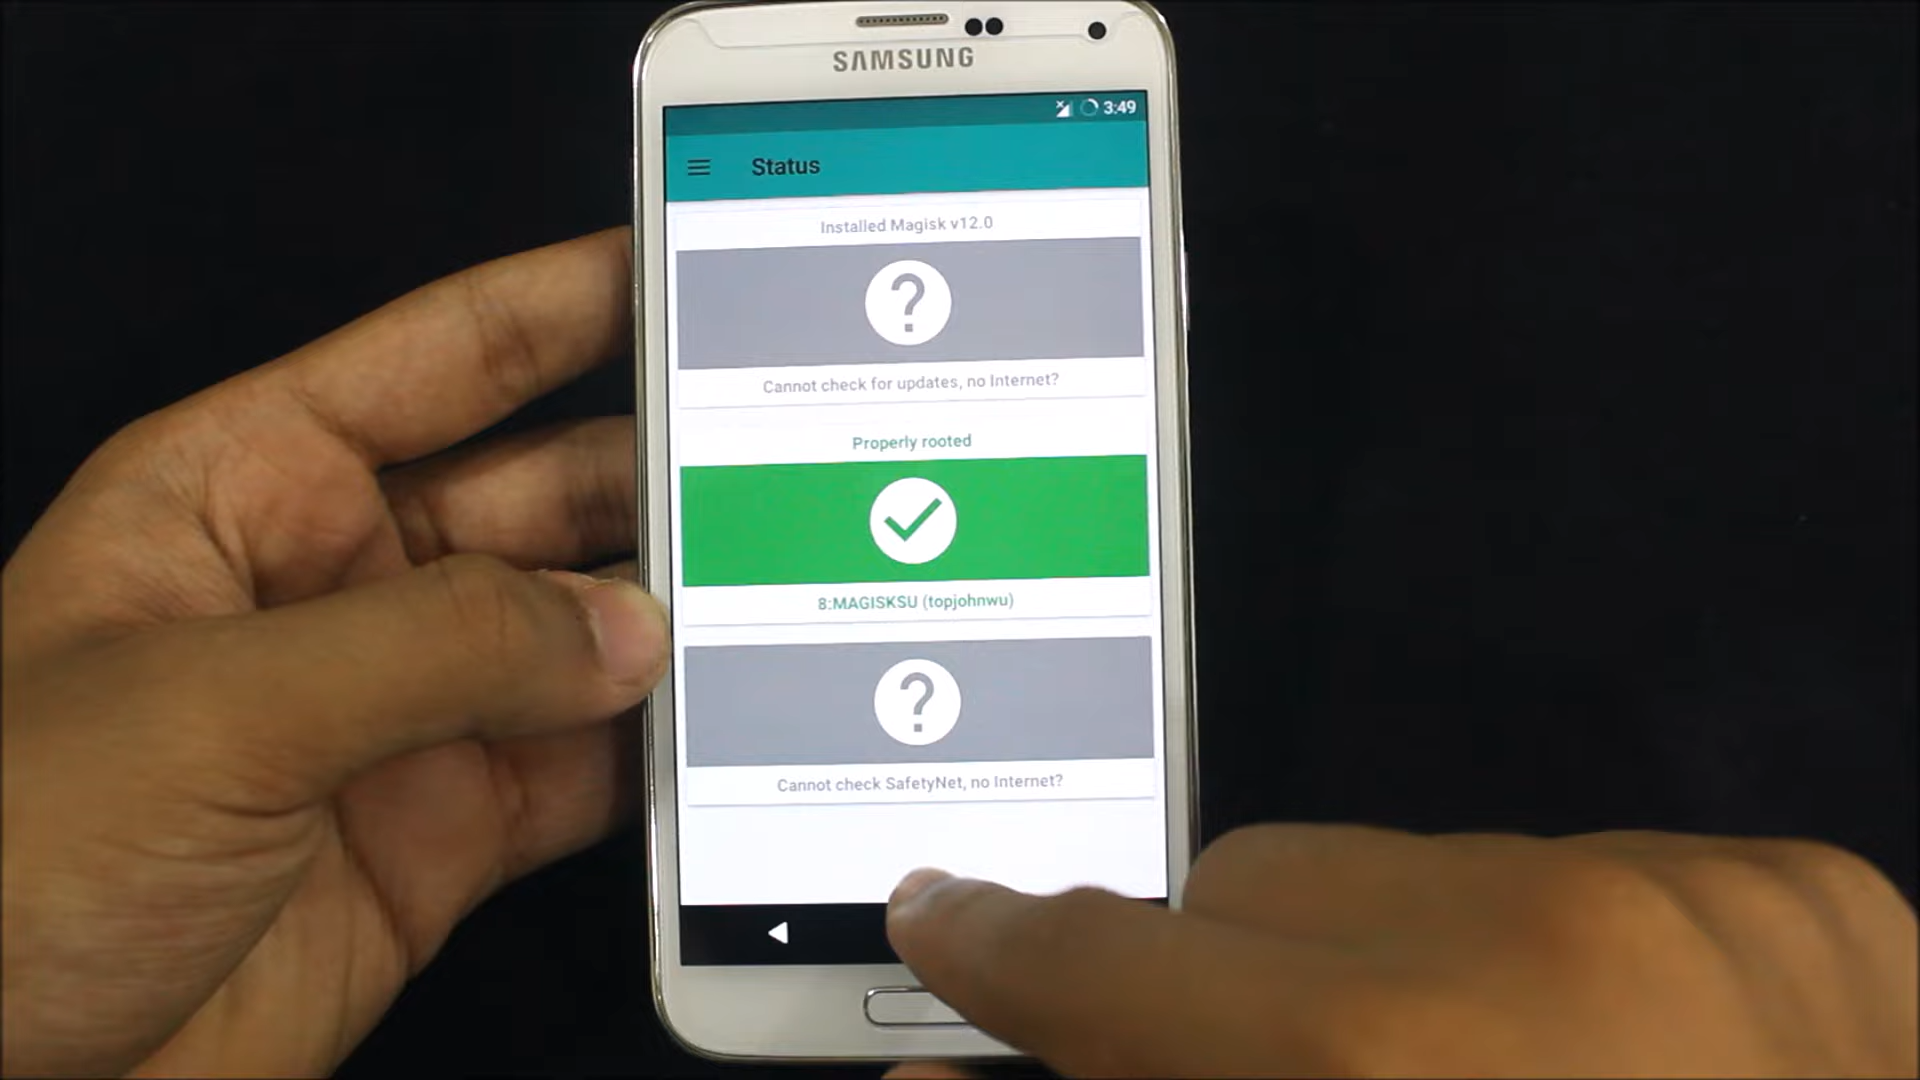 SAMSUNG
3:49
Status
Installed Magisk v12.0
Cannot check for updates, no Internet?
Properly rooted
8:MAGISKSU (topjohnwu)
Cannot check SafetyNet, no Internet?